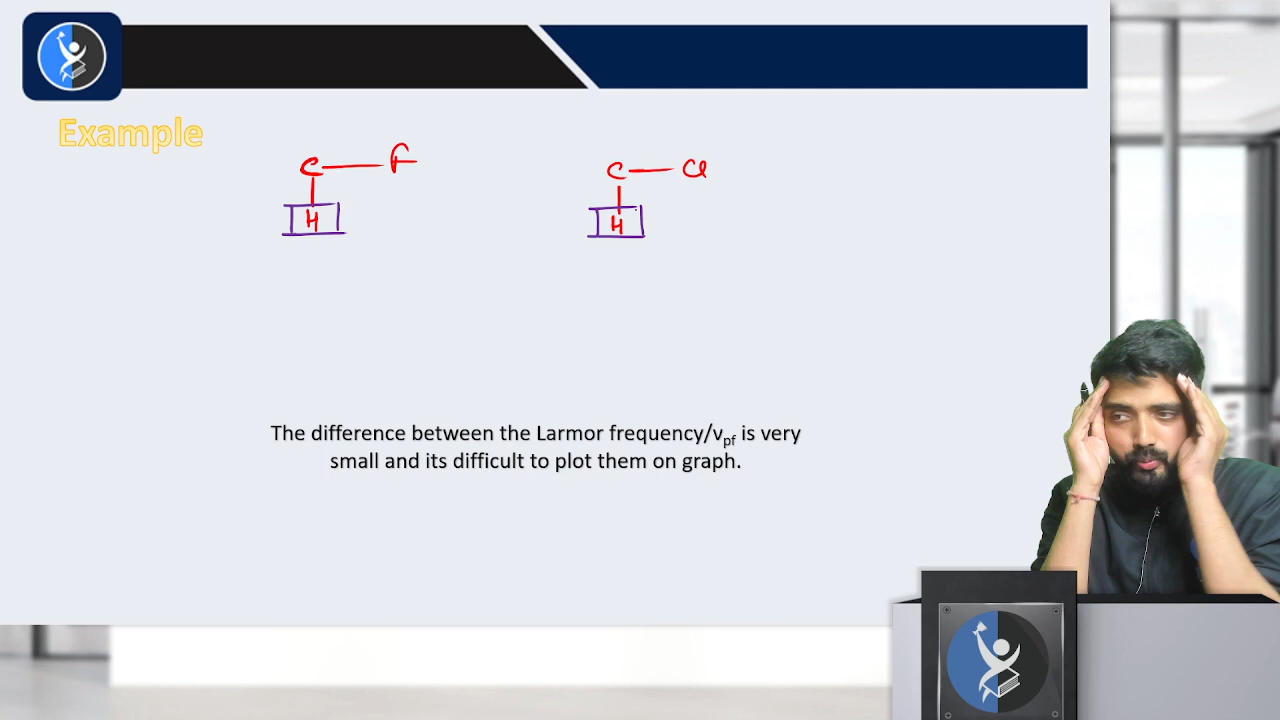 Example
C — F
C — Cl
H
H
The difference between the Larmor frequency/νpf is very
small and its difficult to plot them on graph.